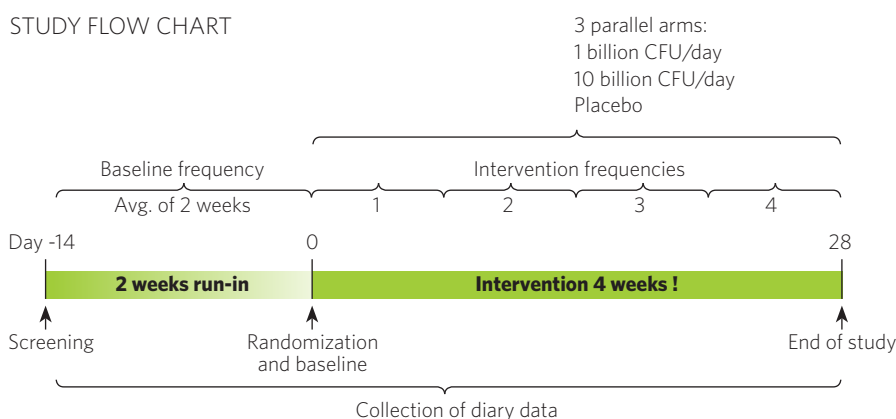 STUDY FLOW CHART
3 parallel arms:
1 billion CFU/day
10 billion CFU/day
Placebo
Baseline frequency
Intervention frequencies
Avg. of 2 weeks
1
2
3
4
Day -14
0
28
2 weeks run-in
Intervention 4 weeks !
Screening
Randomization
and baseline
End of study
Collection of diary data